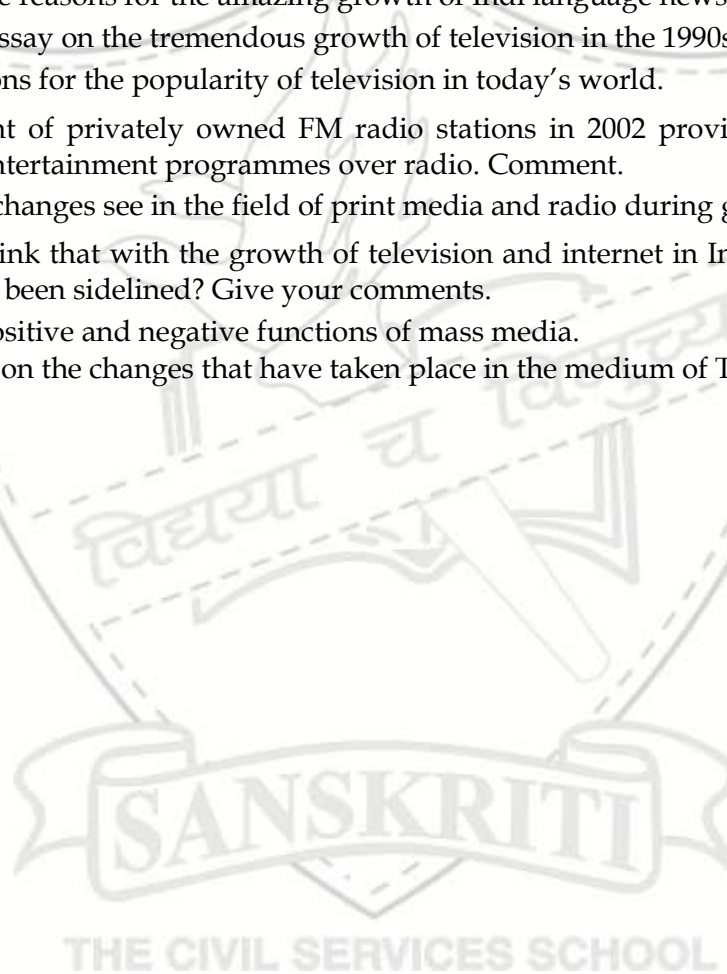 e reasons for the amazing growth of Indi language news
ssay on the tremendous growth of television in the 1990s
ons for the popularity of television in today's world.
nt of privately owned FM radio stations in 2002 provi
ntertainment programmes over radio. Comment.
changes see in the field of print media and radio during g
ink that with the growth of television and internet in In
been sidelined? Give your comments.
ositive and negative functions of mass media.
on the changes that have taken place in the medium of T
विद्यया च विन्दुते
SANSKRITI
THE CIVIL SERVICES SCHOOL